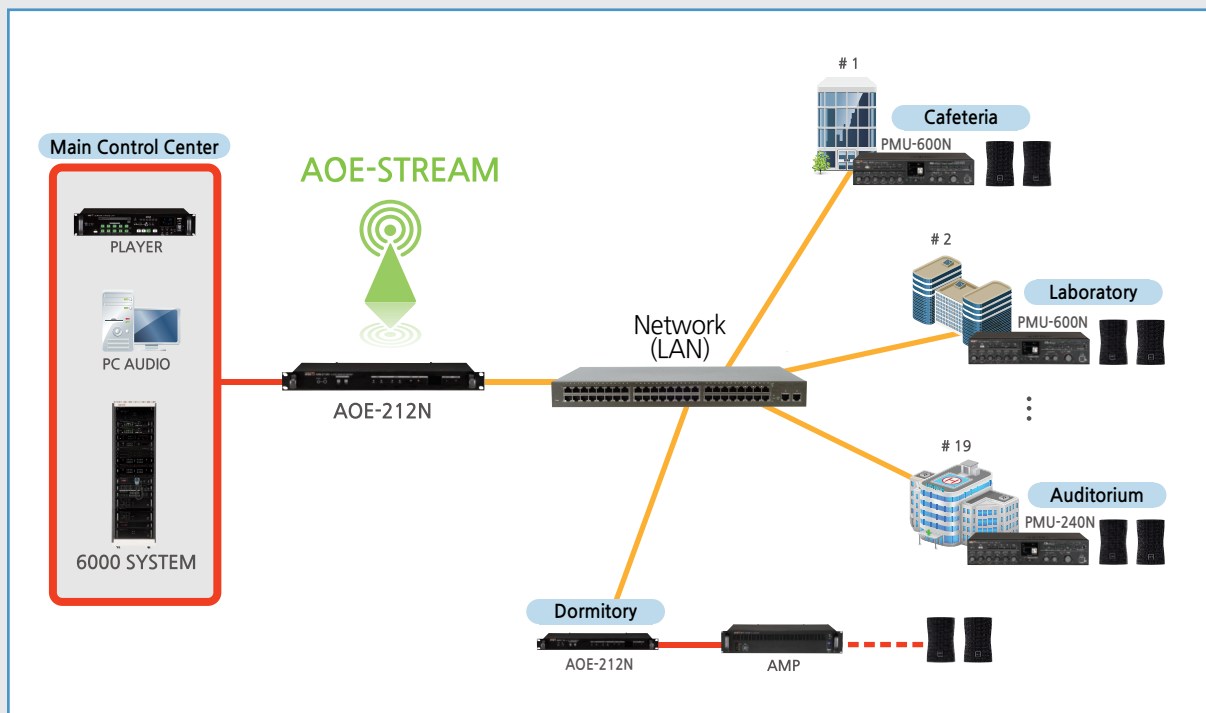 Main Control Center
PLAYER
PC AUDIO
6000 SYSTEM
AOE-STREAM
AOE-212N
Network
(LAN)
# 1
Cafeteria
PMU-600N
# 2
Laboratory
PMU-600N
# 19
Auditorium
PMU-240N
Dormitory
AOE-212N
AMP